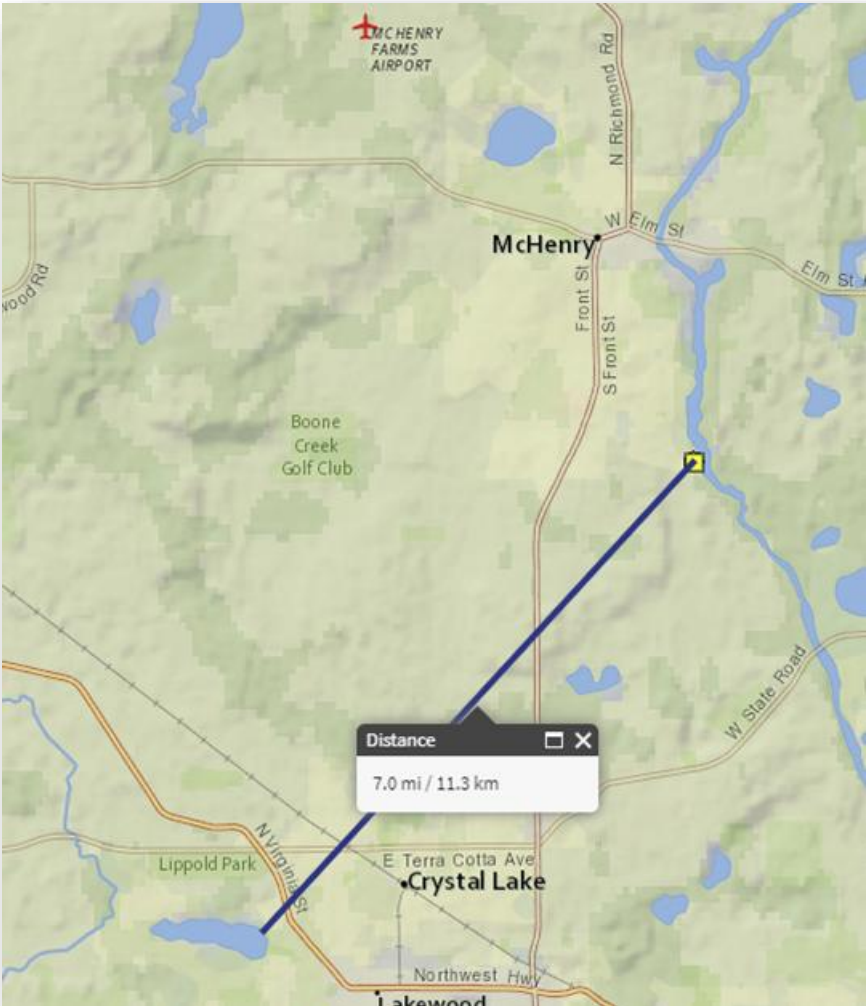 MCHENRY
FARMS
AIRPORT
N Richmond Rd
W Elm St
McHenry
Elm St
wood Rd
Front St
S Front St
Boone
Creek
Golf Club
W State Road
Distance
7.0 mi / 11.3 km
N Virginia St
E Terra Cotta Ave
Lippold Park
Crystal Lake
Northwest Hwy
Lakewood